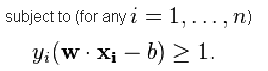 subject to (for any i = 1, . . . , n)
yᵢ(w · xᵢ − b) ≥ 1.